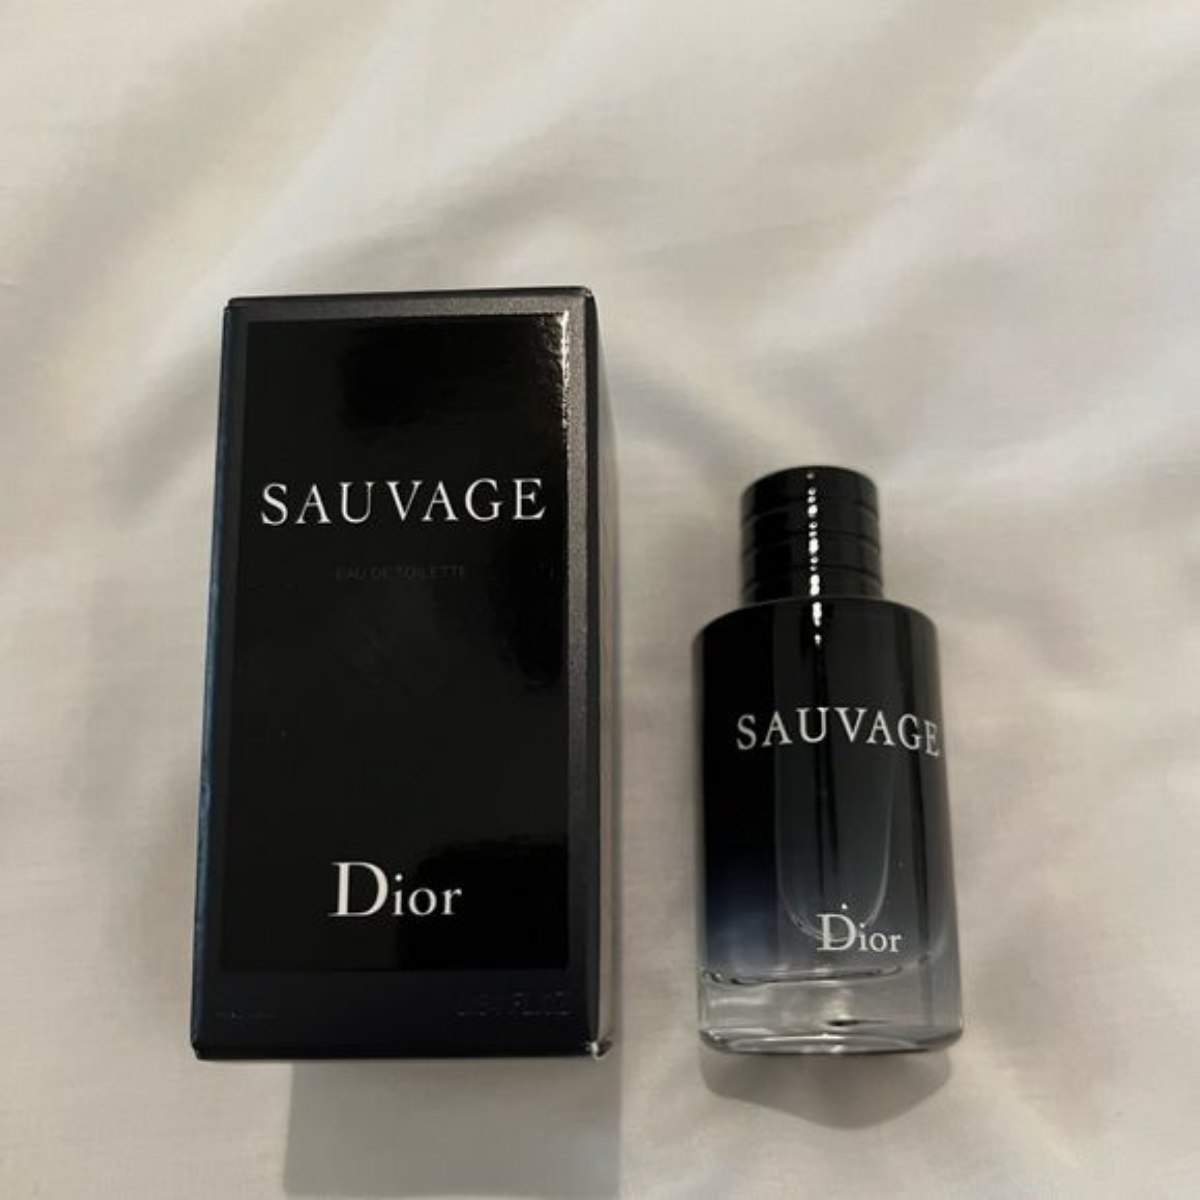 SAUVAGE
EAU DE TOILETTE
Dior
SAUVAGE
Dior